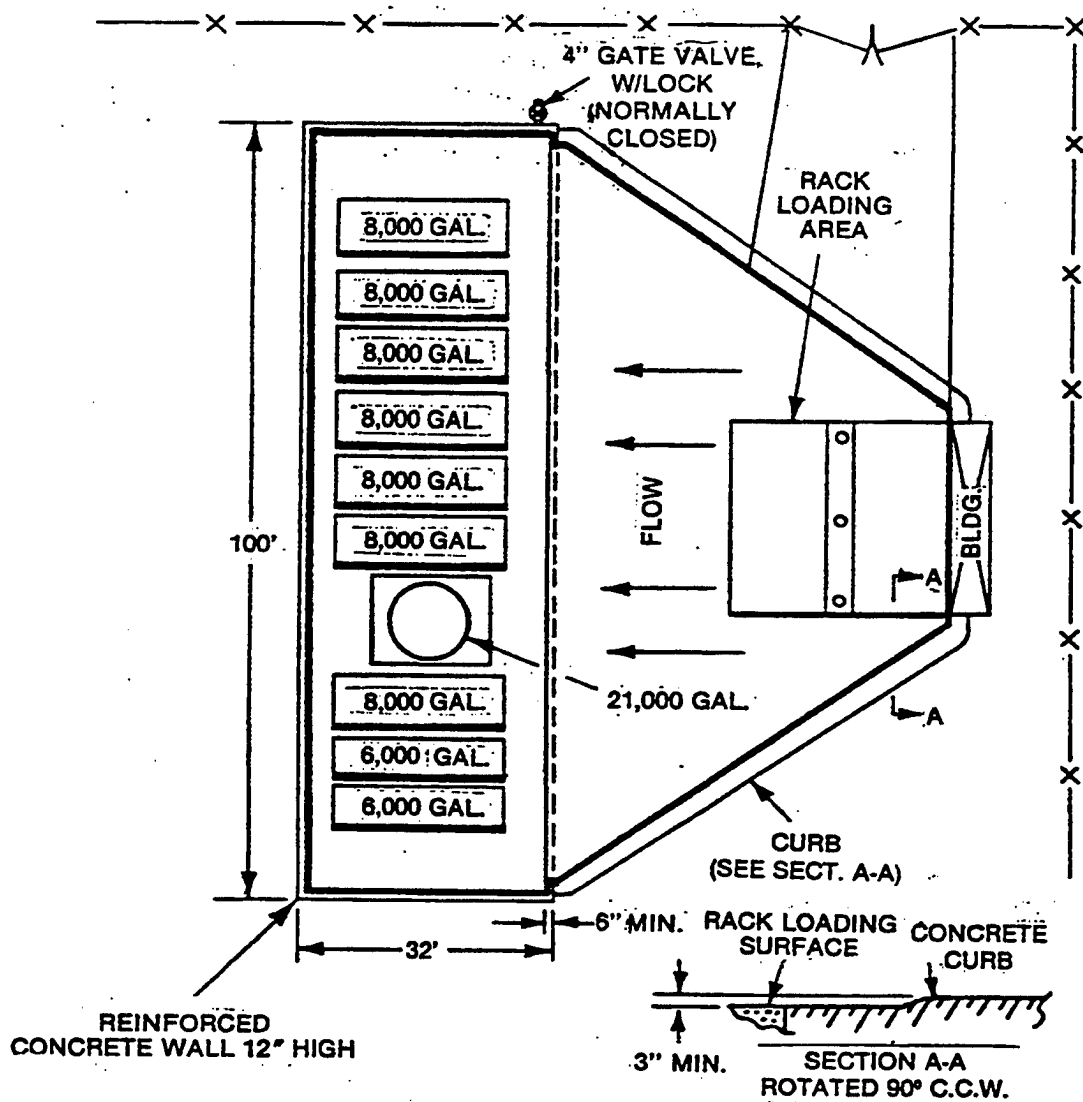 4" GATE VALVE,
W/LOCK
(NORMALLY
CLOSED)
RACK
LOADING
AREA
8,000 GAL.
8,000 GAL.
8,000 GAL.
8,000 GAL.
8,000 GAL.
8,000 GAL.
100'
FLOW
BLDG.
A
21,000 GAL.
8,000 GAL.
6,000 GAL.
6,000 GAL.
A
CURB
(SEE SECT. A-A)
32'
6" MIN.
RACK LOADING
SURFACE
CONCRETE
CURB
REINFORCED
CONCRETE WALL 12" HIGH
3" MIN.
SECTION A-A
ROTATED 90° C.C.W.